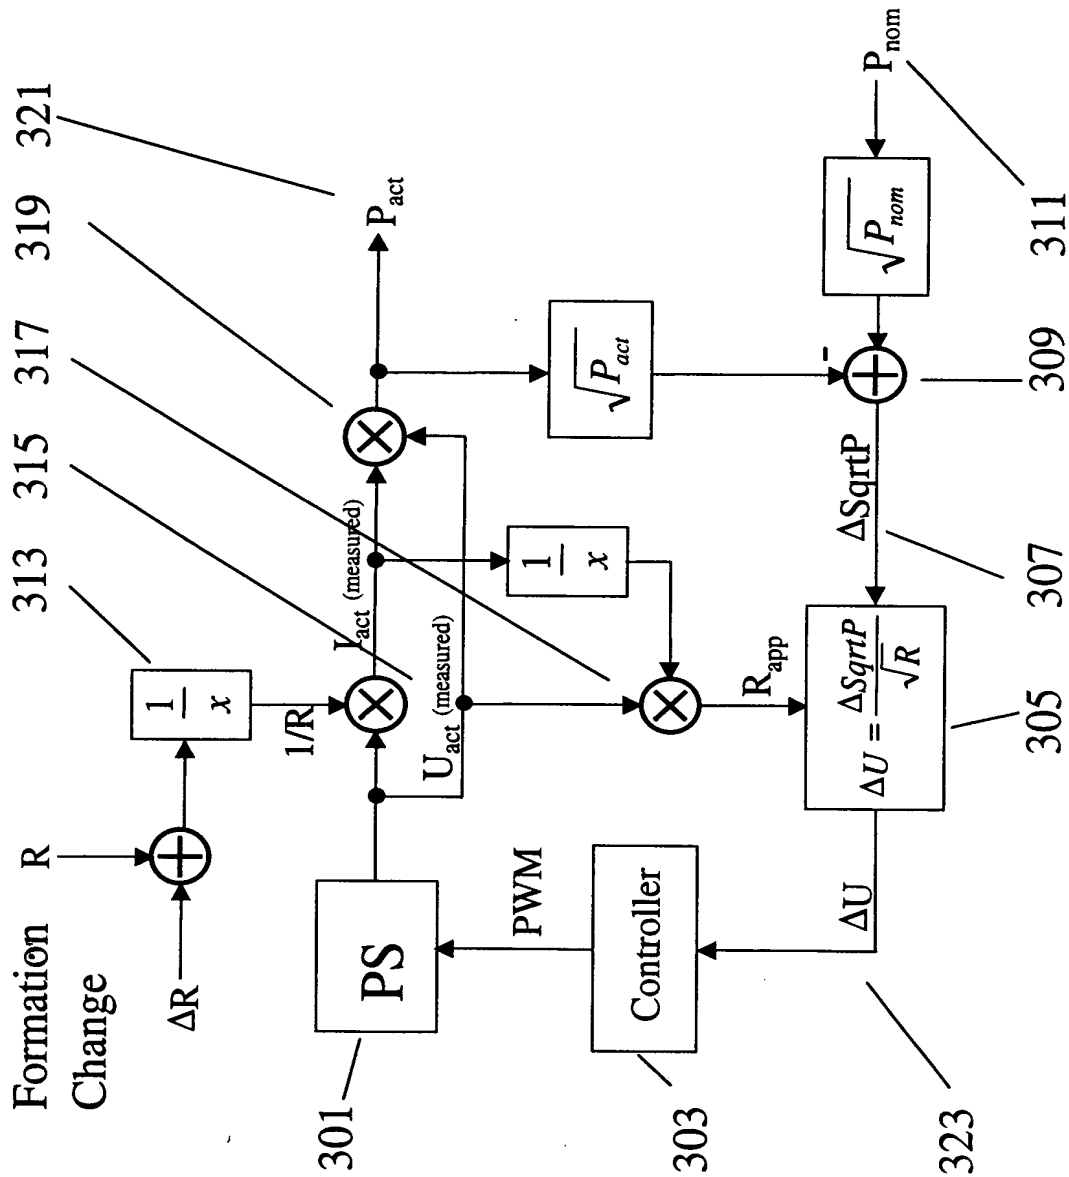 Formation
Change
R
ΔR
1
x
1/R
313
315
317
319
321
301
PS
U_act (measured)
I_act (measured)
P_act
1
x
R_app
√P_act
PWM
303
Controller
323
ΔU
305
ΔU = ΔSqrtP / √R
307
ΔSqrtP
309
-
√P_nom
311
P_nom